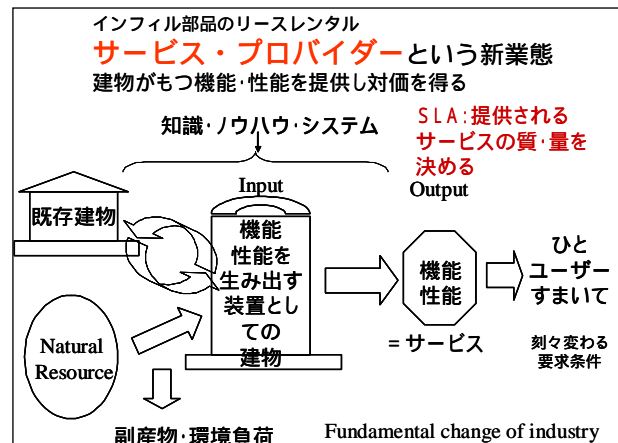 インフィル部品のリースレンタル
サービス・プロバイダーという新業態
建物がもつ機能・性能を提供し対価を得る
知識・ノウハウ・システム
SLA:提供される
サービスの質・量を
決める
Input
Output
既存建物
機能
性能を
生み出す
装置とし
ての
建物
機能
性能
ひと
ユーザー
すまいて
=サービス
刻々変わる
要求条件
Natural
Resource
副産物・環境負荷
Fundamental change of industry